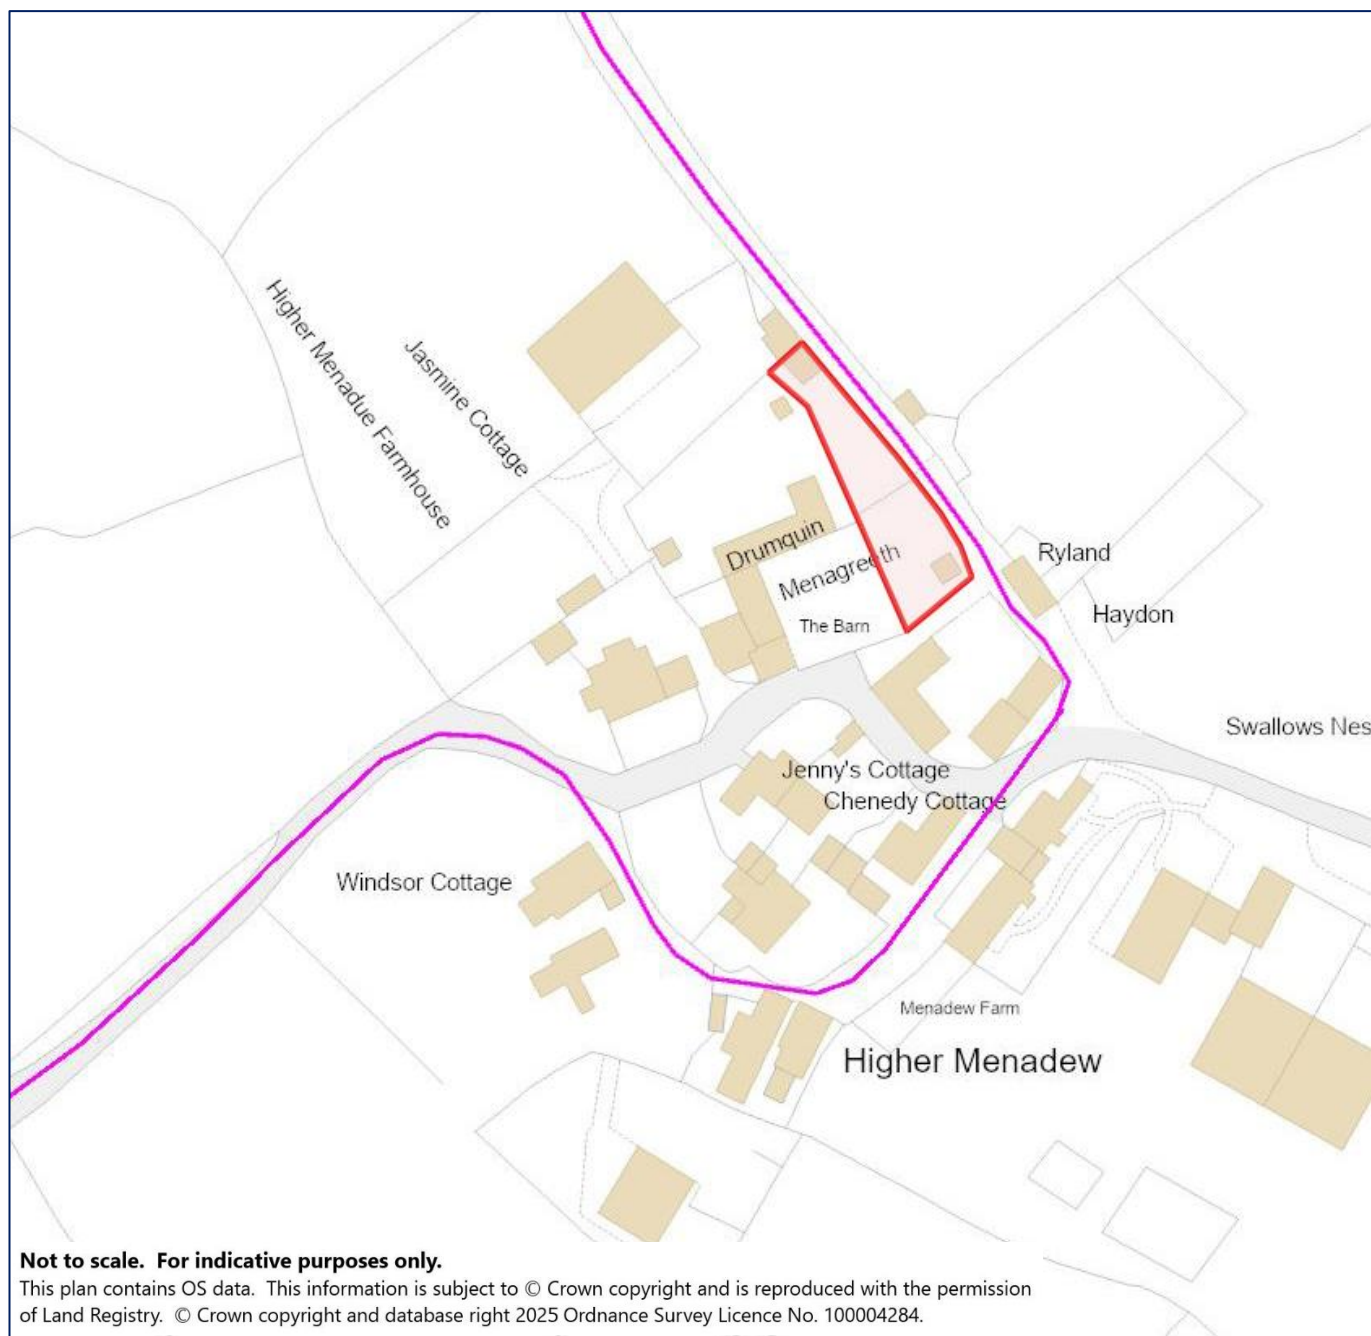 Higher Menadue Farmhouse
Jasmine Cottage
Drumquin
Menagreeth
The Barn
Ryland
Haydon
Swallows Nes
Jenny's Cottage
Chenedy Cottage
Windsor Cottage
Menadew Farm
Higher Menadew
Not to scale. For indicative purposes only.
This plan contains OS data. This information is subject to © Crown copyright and is reproduced with the permission
of Land Registry. © Crown copyright and database right 2025 Ordnance Survey Licence No. 100004284.